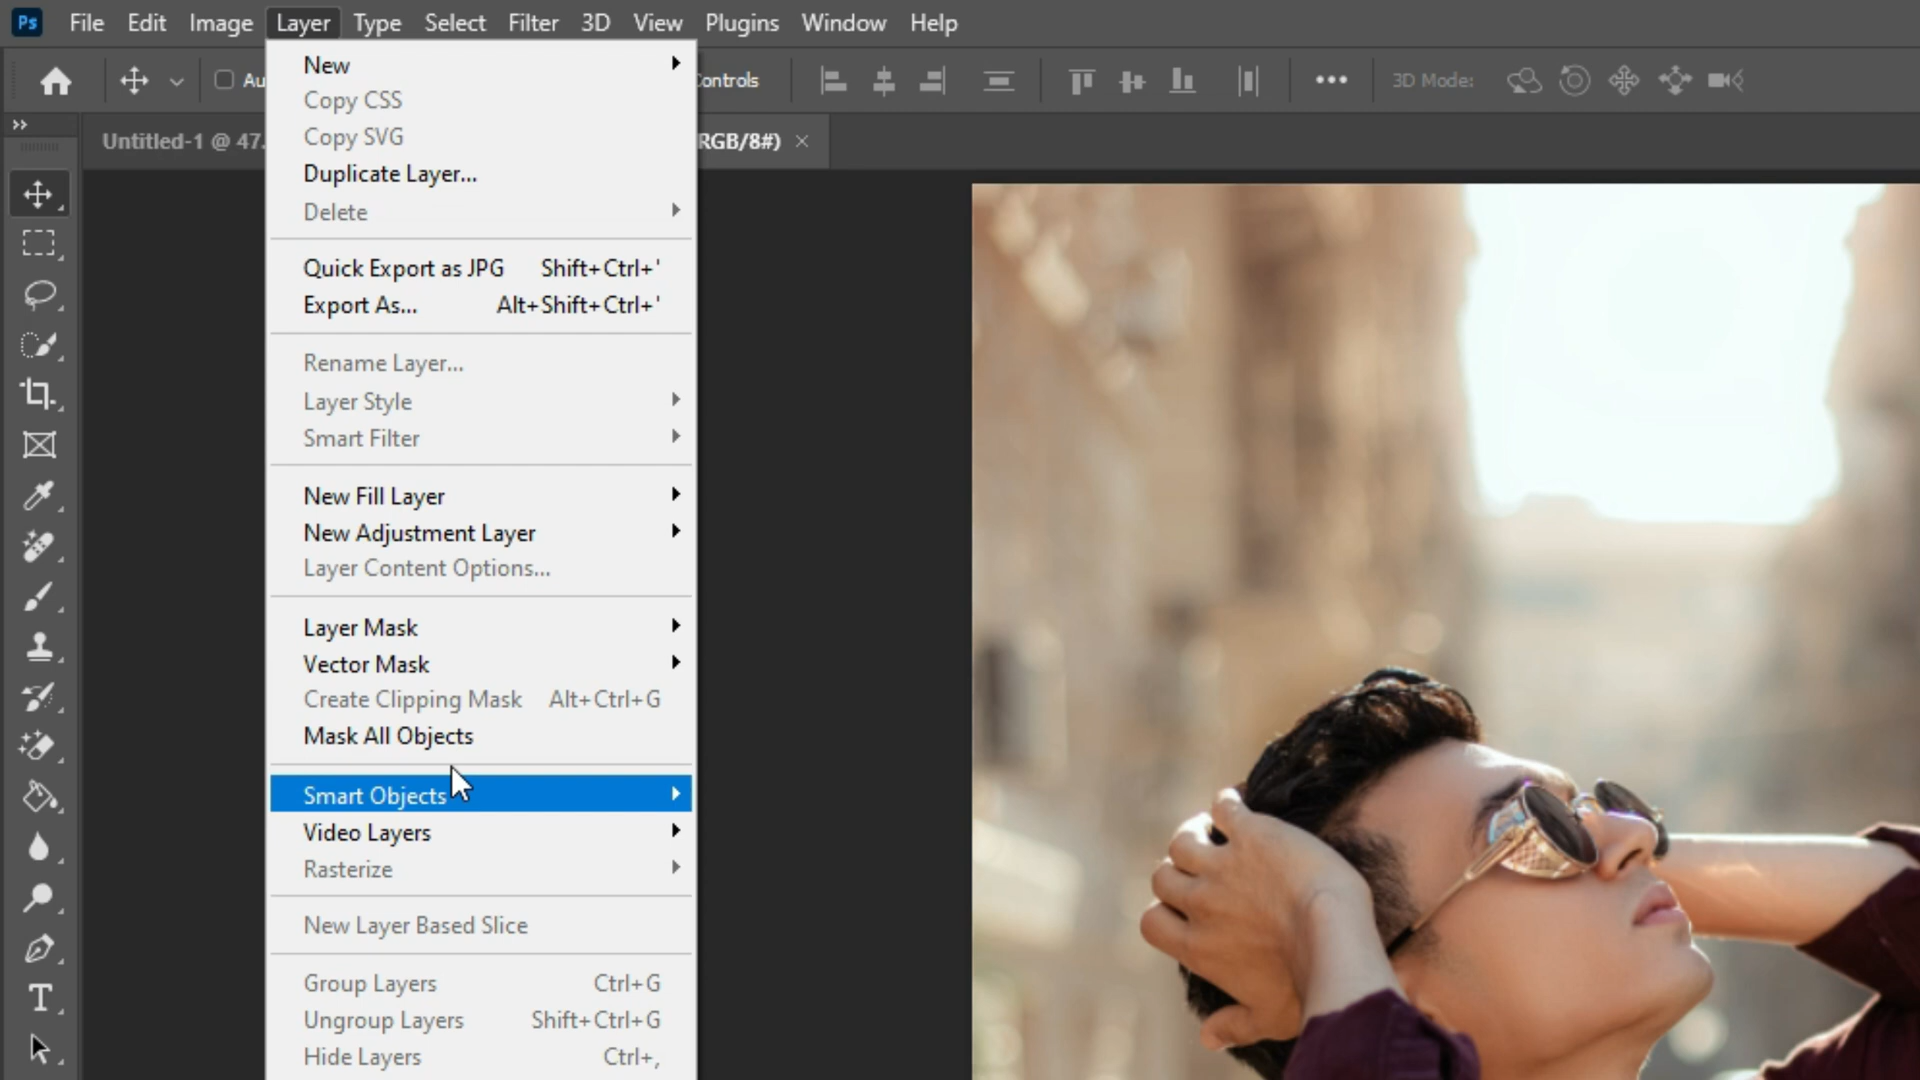 Ps File Edit Image Layer Type Select Filter 3D View Plugins Window Help
Au Controls 3D Mode:
Untitled-1 @ 47. RGB/8#)
New
Copy CSS
Copy SVG
Duplicate Layer...
Delete
Quick Export as JPG Shift+Ctrl+'
Export As... Alt+Shift+Ctrl+'
Rename Layer...
Layer Style
Smart Filter
New Fill Layer
New Adjustment Layer
Layer Content Options...
Layer Mask
Vector Mask
Create Clipping Mask Alt+Ctrl+G
Mask All Objects
Smart Objects
Video Layers
Rasterize
New Layer Based Slice
Group Layers Ctrl+G
Ungroup Layers Shift+Ctrl+G
Hide Layers Ctrl+,